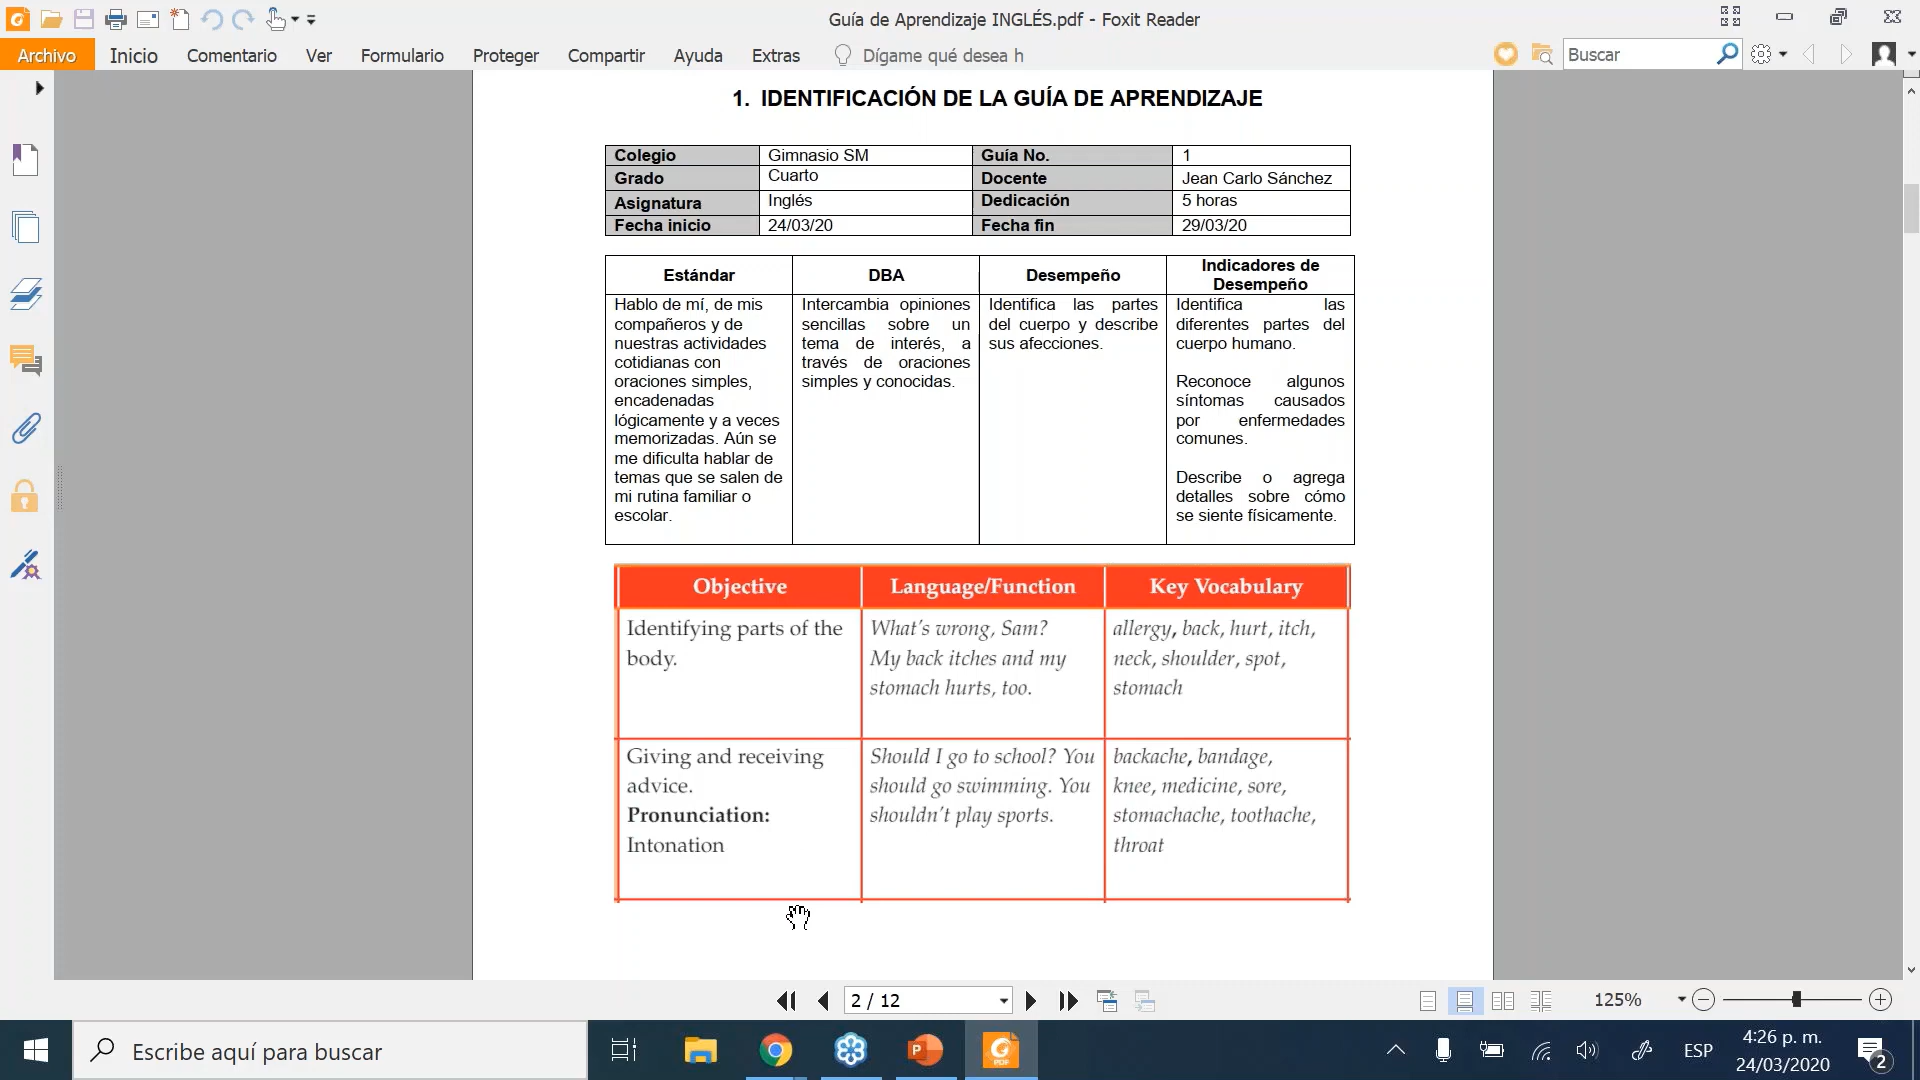 Guía de Aprendizaje INGLÉS.pdf - Foxit Reader
Archivo Inicio Comentario Ver Formulario Proteger Compartir Ayuda Extras Dígame qué desea h Buscar
1. IDENTIFICACIÓN DE LA GUÍA DE APRENDIZAJE
Colegio Gimnasio SM Guía No. 1
Grado Cuarto Docente Jean Carlo Sánchez
Asignatura Inglés Dedicación 5 horas
Fecha inicio 24/03/20 Fecha fin 29/03/20
Estándar DBA Desempeño Indicadores de
Desempeño
Hablo de mí, de mis
compañeros y de
nuestras actividades
cotidianas con
oraciones simples,
encadenadas
lógicamente y a veces
memorizadas. Aún se
me dificulta hablar de
temas que se salen de
mi rutina familiar o
escolar.
Intercambia opiniones
sencillas sobre un
tema de interés, a
través de oraciones
simples y conocidas.
Identifica las partes
del cuerpo y describe
sus afecciones.
Identifica las
diferentes partes del
cuerpo humano.
Reconoce algunos
síntomas causados
por enfermedades
comunes.
Describe o agrega
detalles sobre cómo
se siente físicamente.
Objective Language/Function Key Vocabulary
Identifying parts of the
body.
What's wrong, Sam?
My back itches and my
stomach hurts, too.
allergy, back, hurt, itch,
neck, shoulder, spot,
stomach
Giving and receiving
advice.
Pronunciation:
Intonation
Should I go to school? You
should go swimming. You
shouldn't play sports.
backache, bandage,
knee, medicine, sore,
stomachache, toothache,
throat
2 / 12 125%
Escribe aquí para buscar
ESP
4:26 p. m.
24/03/2020
2